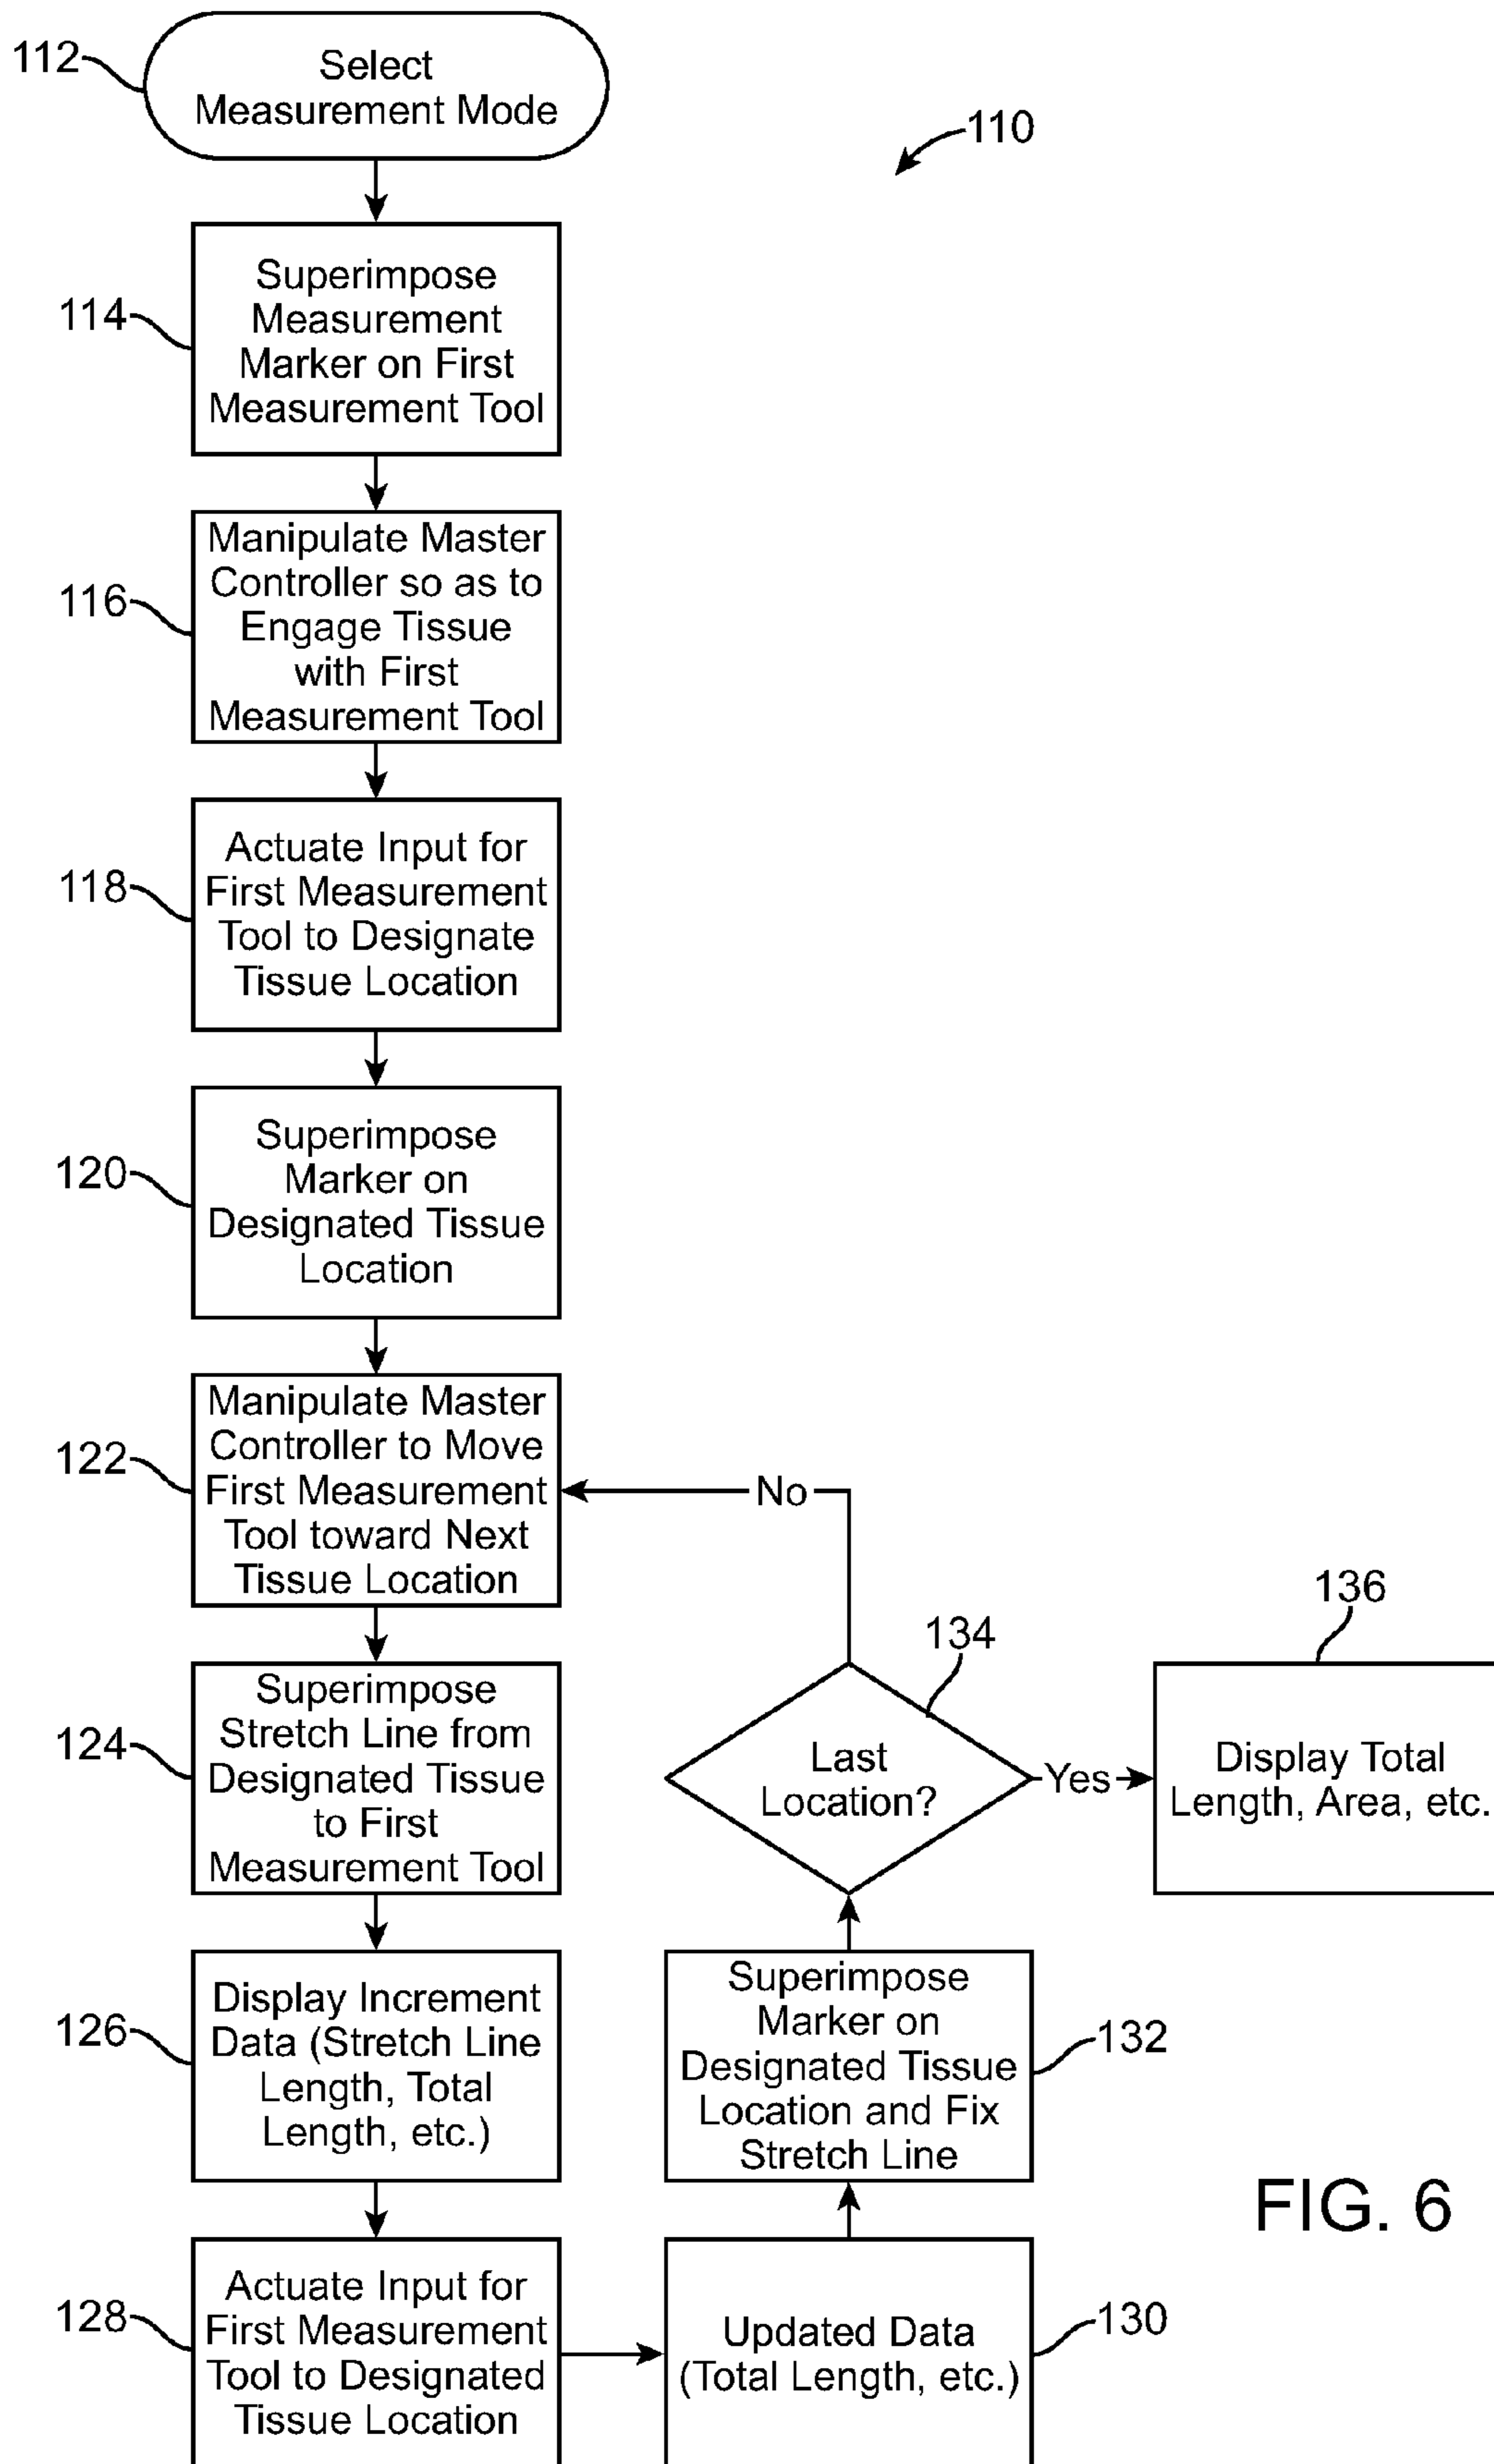 112
Select
Measurement Mode
110
114
Superimpose
Measurement
Marker on First
Measurement Tool
116
Manipulate Master
Controller so as to
Engage Tissue
with First
Measurement Tool
118
Actuate Input for
First Measurement
Tool to Designate
Tissue Location
120
Superimpose
Marker on
Designated Tissue
Location
122
Manipulate Master
Controller to Move
First Measurement
Tool toward Next
Tissue Location
No
124
Superimpose
Stretch Line from
Designated Tissue
to First
Measurement Tool
126
Display Increment
Data (Stretch Line
Length, Total
Length, etc.)
128
Actuate Input for
First Measurement
Tool to Designated
Tissue Location
130
Updated Data
(Total Length, etc.)
132
Superimpose
Marker on
Designated Tissue
Location and Fix
Stretch Line
134
Last
Location?
Yes
136
Display Total
Length, Area, etc.
FIG. 6